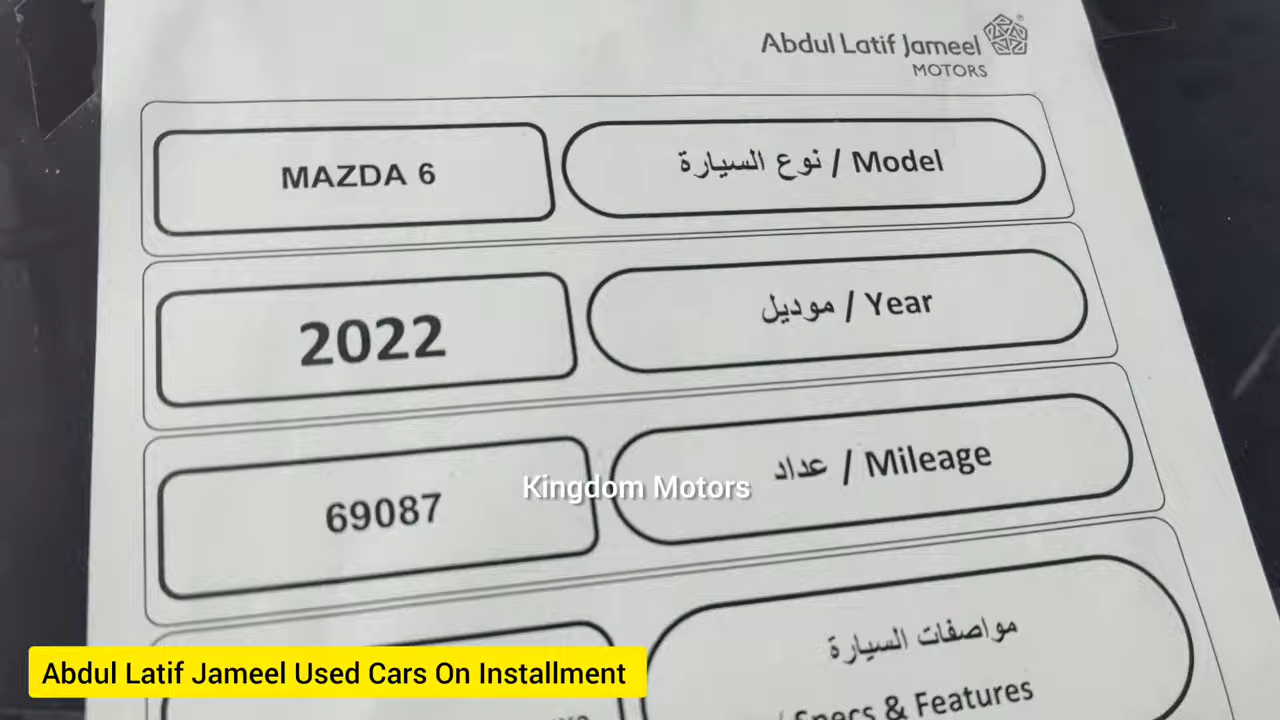 Abdul Latif Jameel
MOTORS
MAZDA 6
نوع السيارة / Model
2022
موديل / Year
69087
عداد / Mileage
Kingdom Motors
مواصفات السيارة
/ Specs & Features
Abdul Latif Jameel Used Cars On Installment